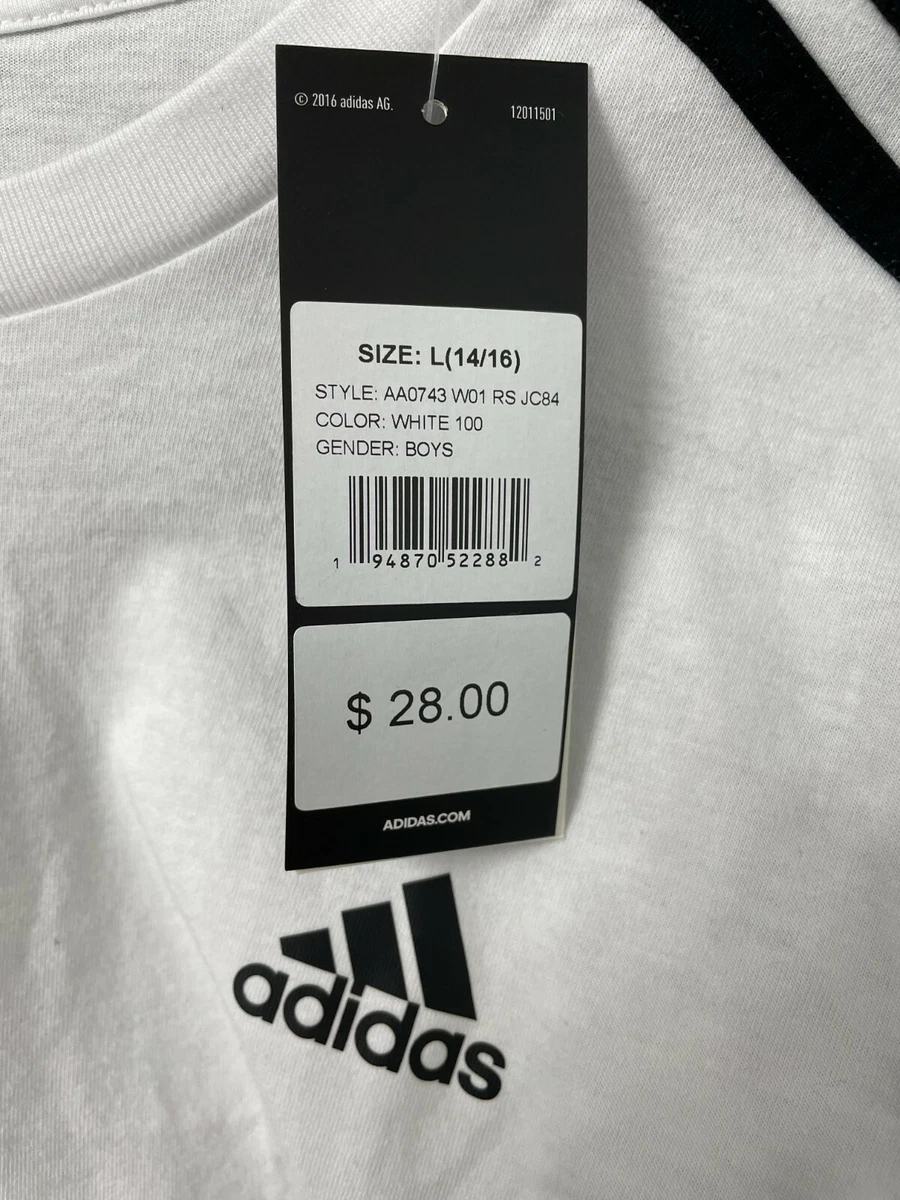 © 2016 adidas AG. 12011501
SIZE: L(14/16)
STYLE: AA0743 W01 RS JC84
COLOR: WHITE 100
GENDER: BOYS
1 94870 52288 2
$ 28.00
ADIDAS.COM
adidas